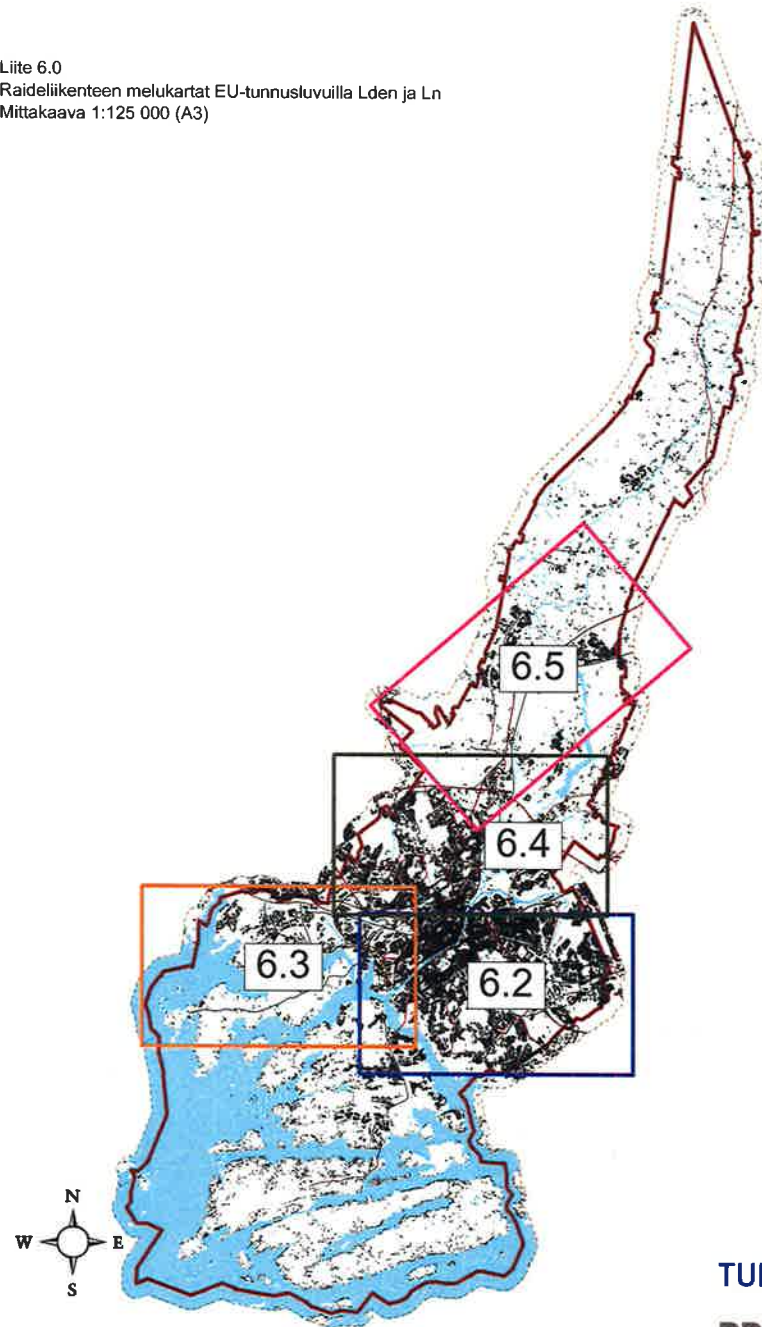 Liite 6.0
Raideliikenteen melukartat EU-tunnusluvuilla Lden ja Ln
Mittakaava 1:125 000 (A3)
6.5
6.4
6.3
6.2
N
W E
S